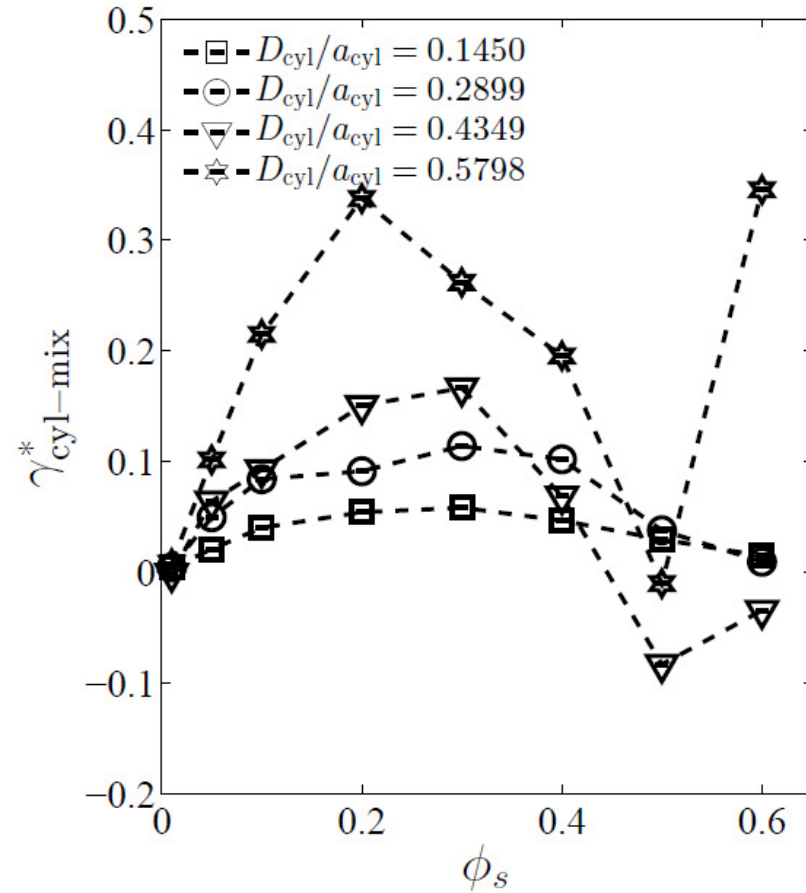 0.5
D_cyl/a_cyl = 0.1450
D_cyl/a_cyl = 0.2899
0.4
D_cyl/a_cyl = 0.4349
D_cyl/a_cyl = 0.5798
0.3
0.2
γ*_cyl−mix
0.1
0
−0.1
−0.2
0 0.2 0.4 0.6
ϕ_s